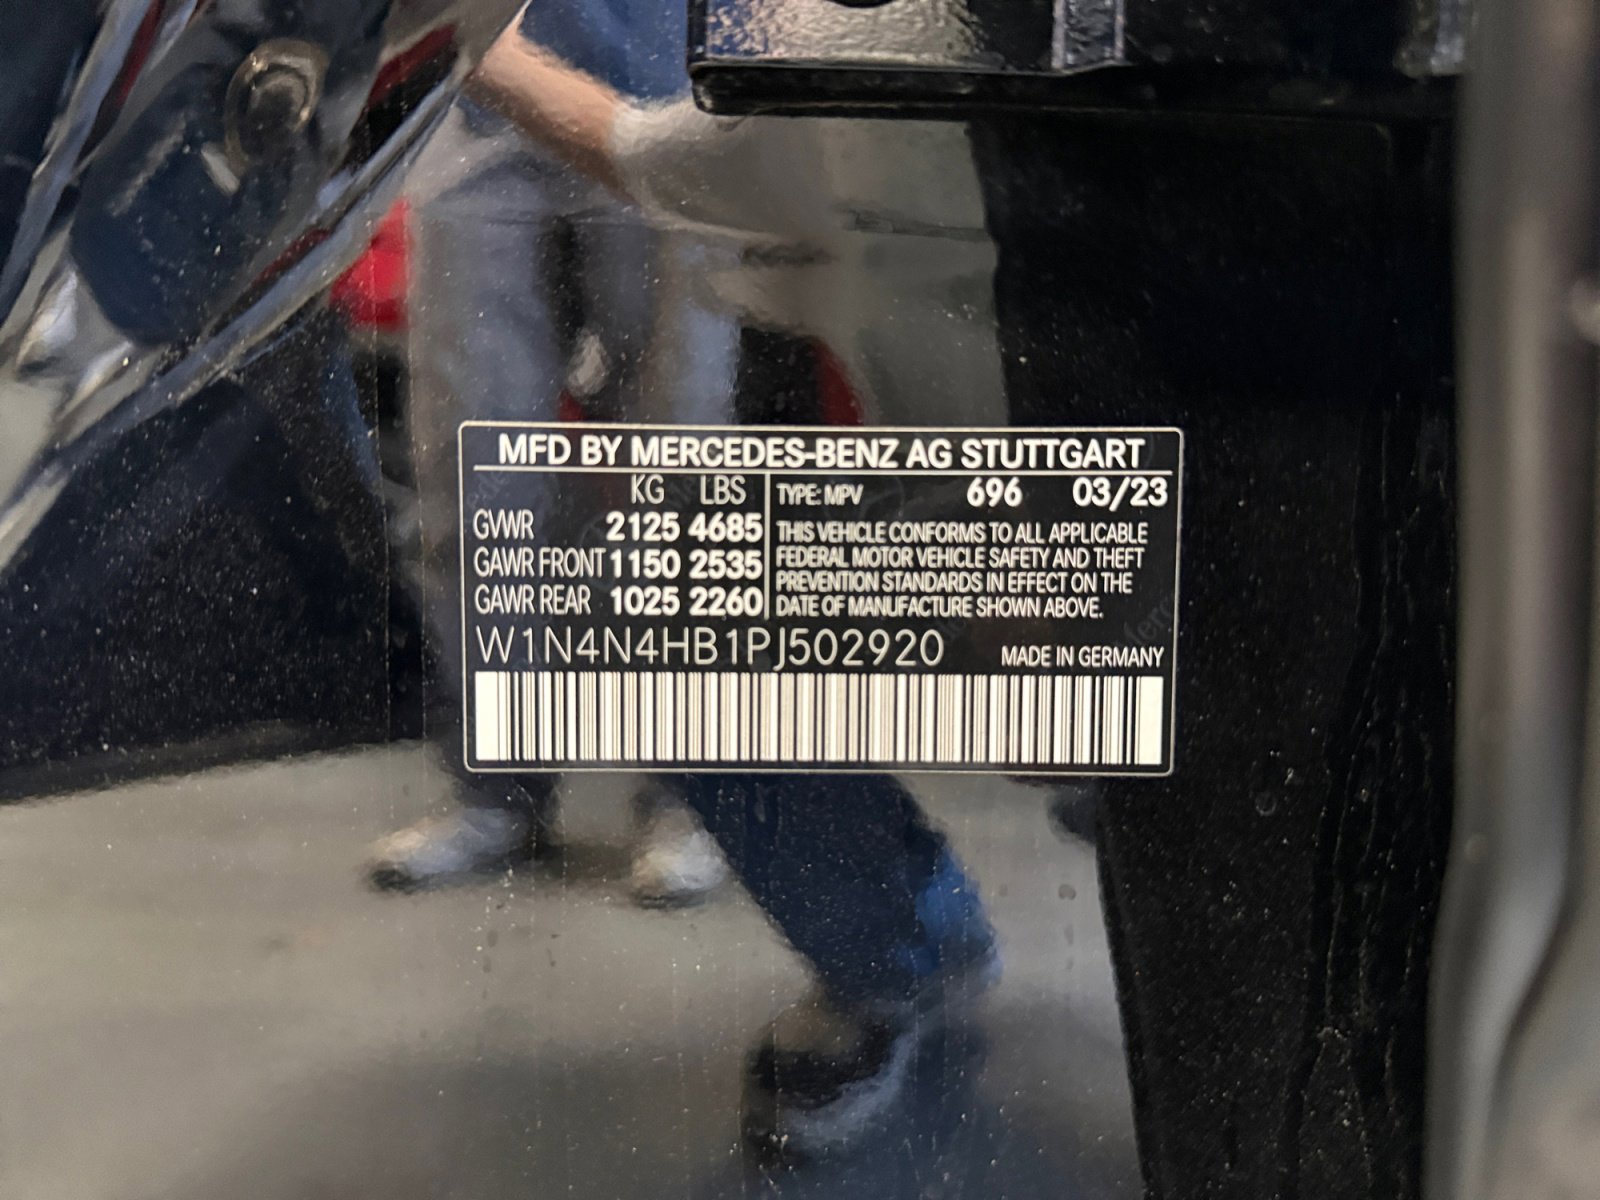 MFD BY MERCEDES-BENZ AG STUTTGART
KG LBS
GVWR 2125 4685
GAWR FRONT 1150 2535
GAWR REAR 1025 2260
TYPE: MPV 696 03/23
THIS VEHICLE CONFORMS TO ALL APPLICABLE
FEDERAL MOTOR VEHICLE SAFETY AND THEFT
PREVENTION STANDARDS IN EFFECT ON THE
DATE OF MANUFACTURE SHOWN ABOVE.
W1N4N4HB1PJ502920
MADE IN GERMANY